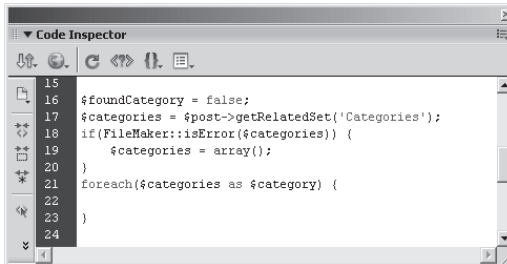 Code Inspector
15
16 $foundCategory = false;
17 $categories = $post->getRelatedSet('Categories');
18 if(FileMaker::isError($categories)) {
19 $categories = array();
20 }
21 foreach($categories as $category) {
22
23 }
24